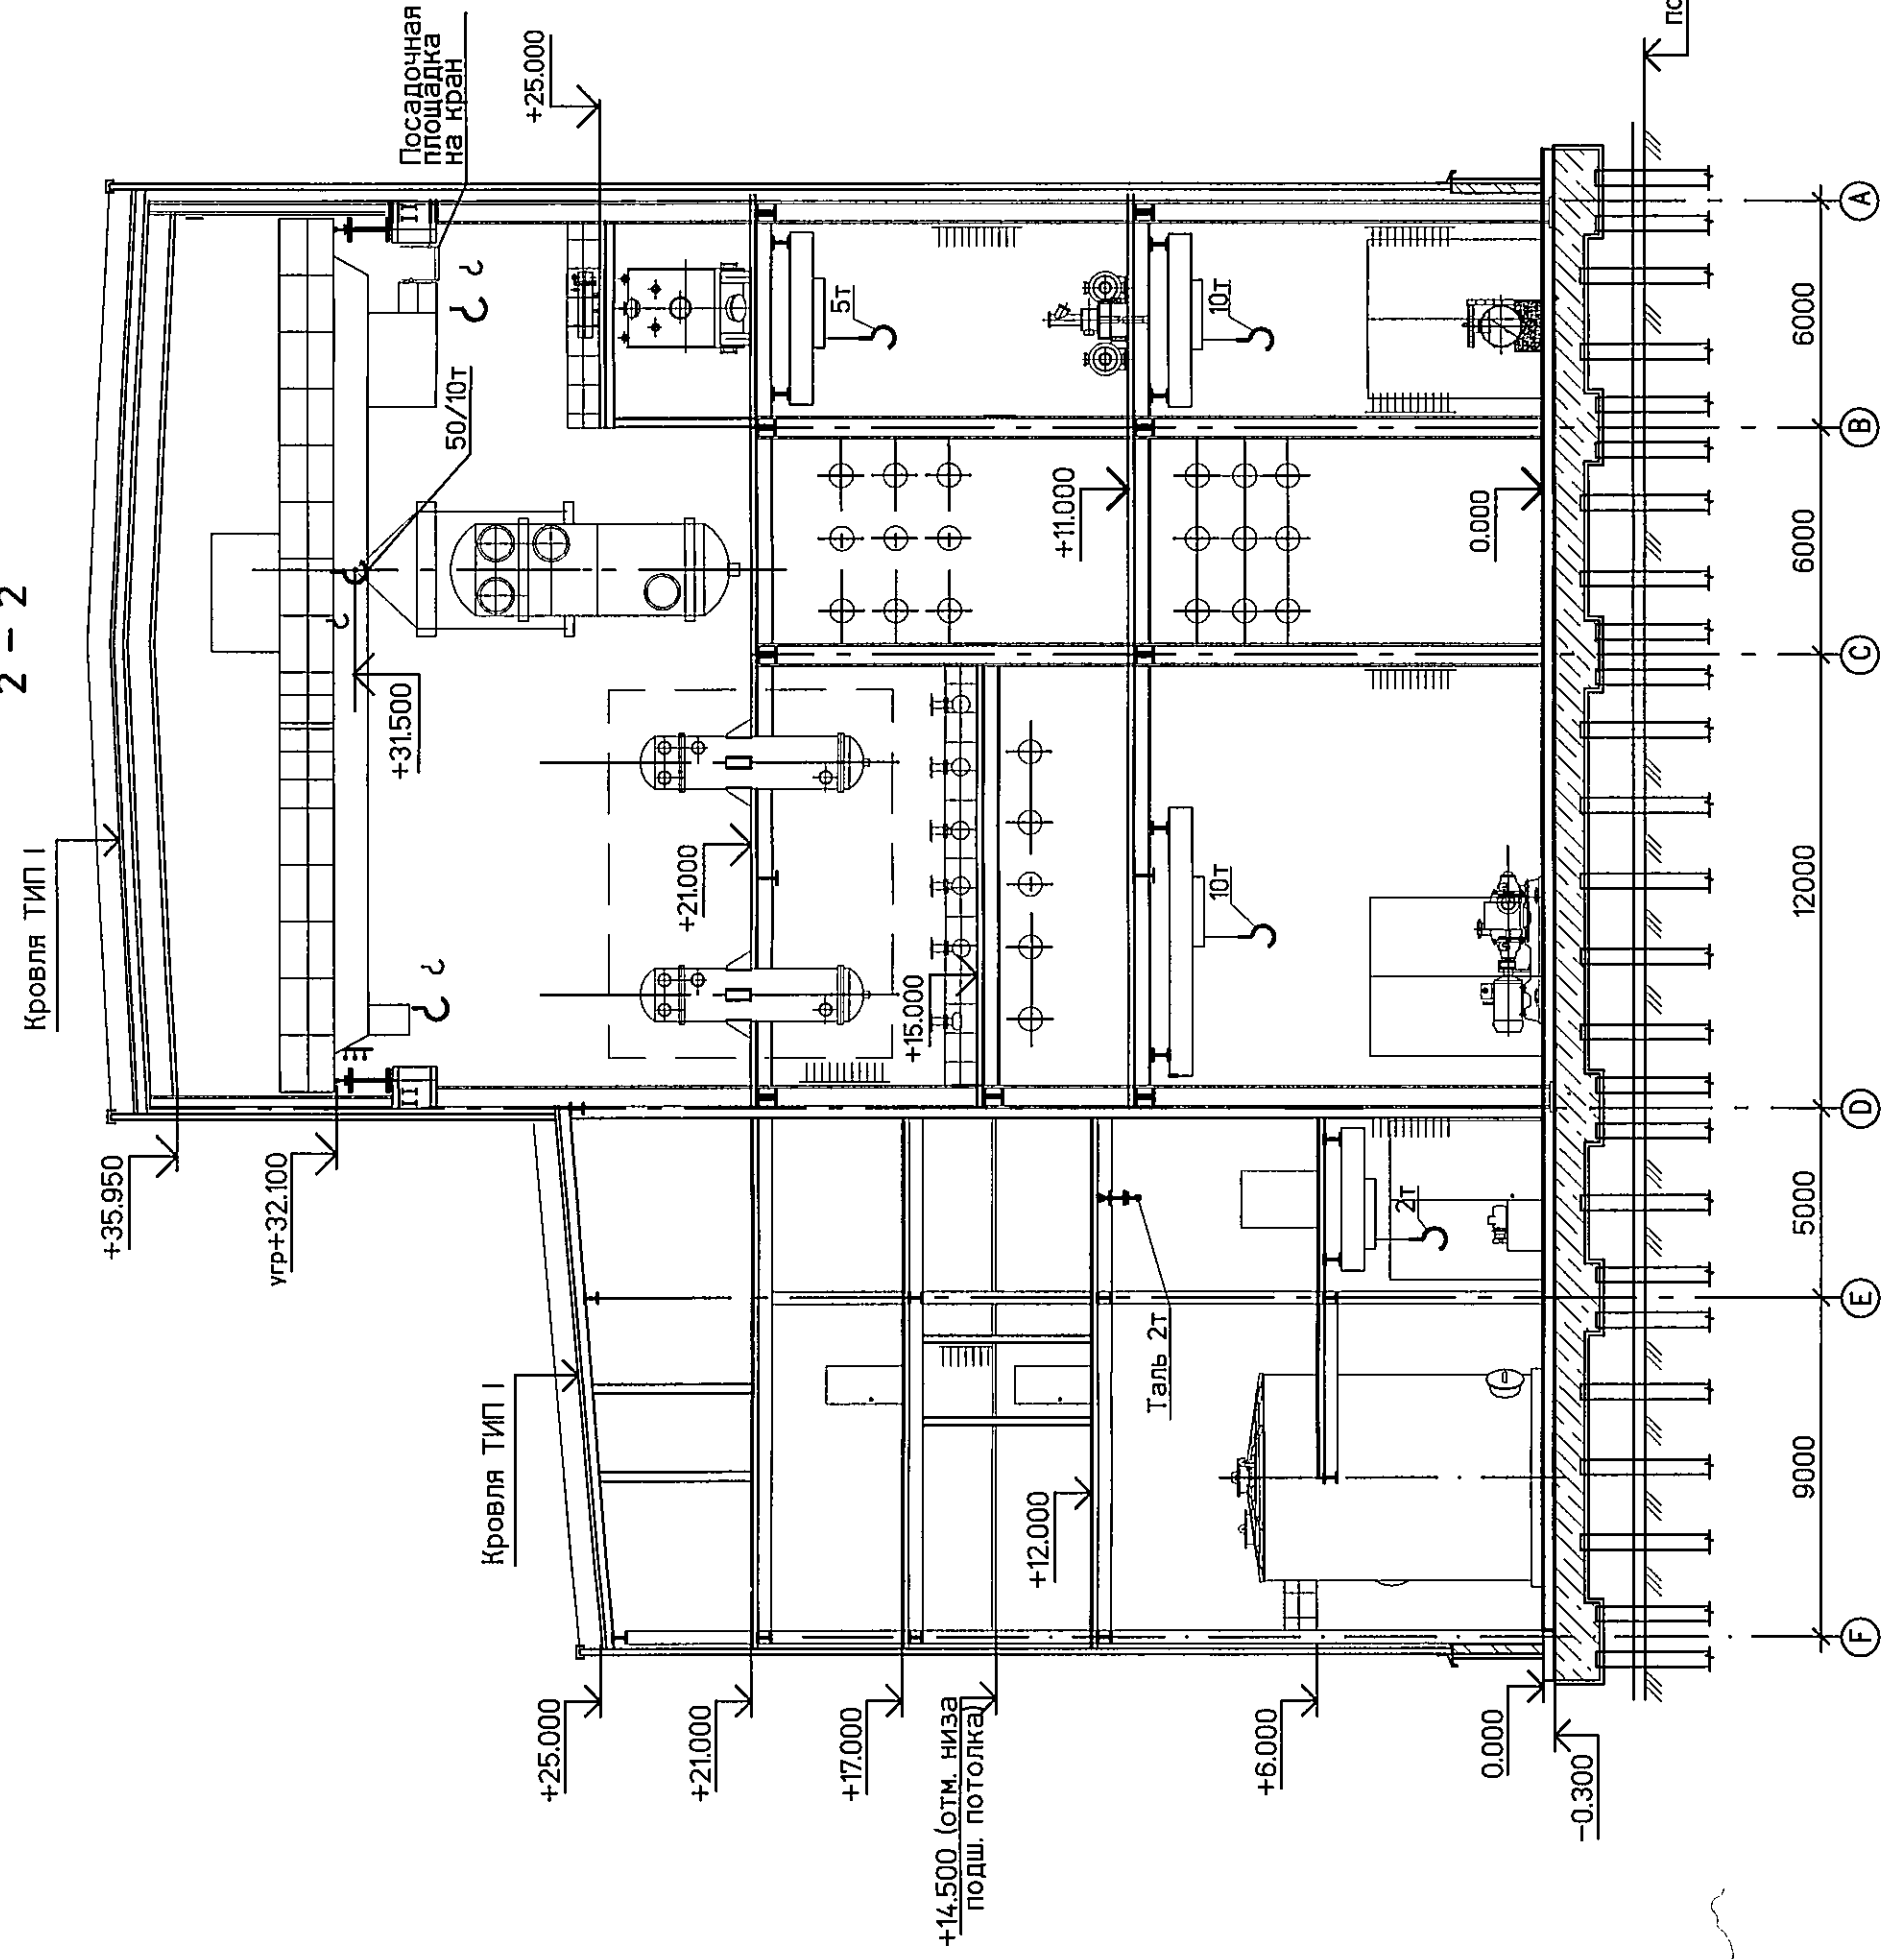 2 – 2
Кровля ТИП I
+35.950
угр+32.100
+31.500
50/10т
Посадочная
площадка
на кран
+25.000
Кровля ТИП I
+25.000
+21.000
+17.000
+14.500 (отм. низа
подш. потолка)
+12.000
+6.000
0.000
-0.300
Таль 2т
2т
+21.000
+15.000
10т
5т
10т
+11.000
0.000
9000
5000
12000
6000
6000
F
E
D
C
B
A